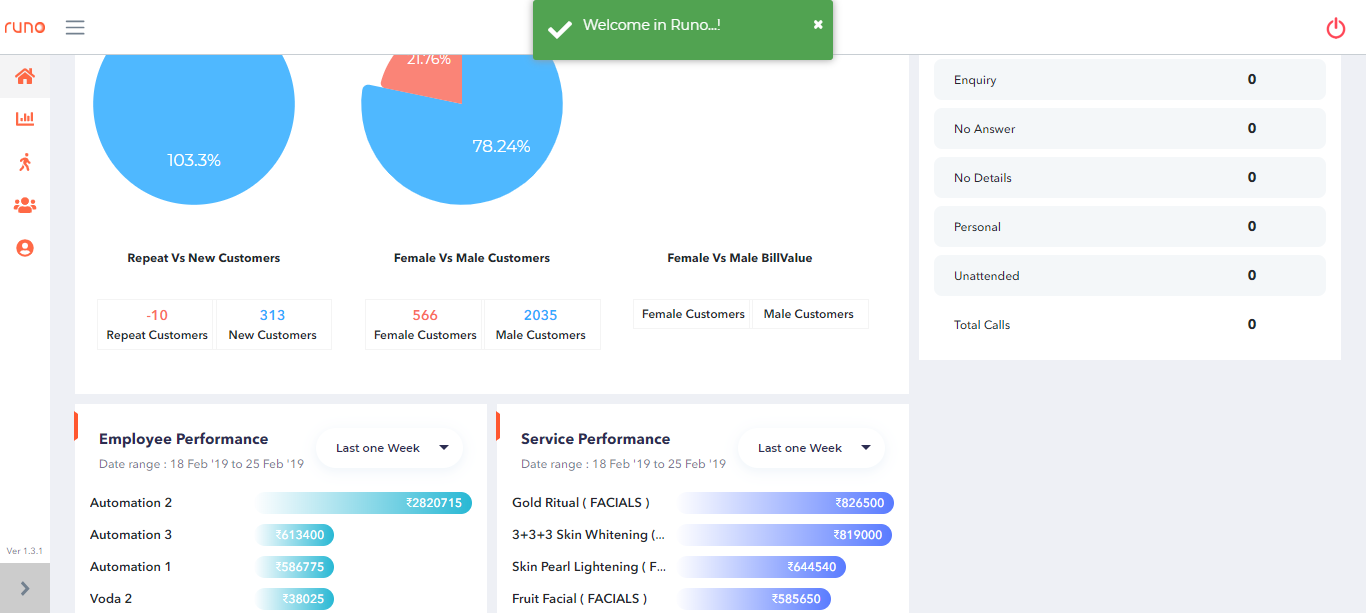 runo
Welcome in Runo...!
21.76%
103.3%
78.24%
Repeat Vs New Customers
Female Vs Male Customers
Female Vs Male BillValue
-10
Repeat Customers
313
New Customers
566
Female Customers
2035
Male Customers
Female Customers
Male Customers
Enquiry 0
No Answer 0
No Details 0
Personal 0
Unattended 0
Total Calls 0
Employee Performance
Date range : 18 Feb '19 to 25 Feb '19
Last one Week
Automation 2 ₹2820715
Automation 3 ₹613400
Automation 1 ₹586775
Voda 2 ₹38025
Service Performance
Date range : 18 Feb '19 to 25 Feb '19
Last one Week
Gold Ritual ( FACIALS ) ₹826500
3+3+3 Skin Whitening (... ₹819000
Skin Pearl Lightening ( F... ₹644540
Fruit Facial ( FACIALS ) ₹585650
Ver 1.3.1